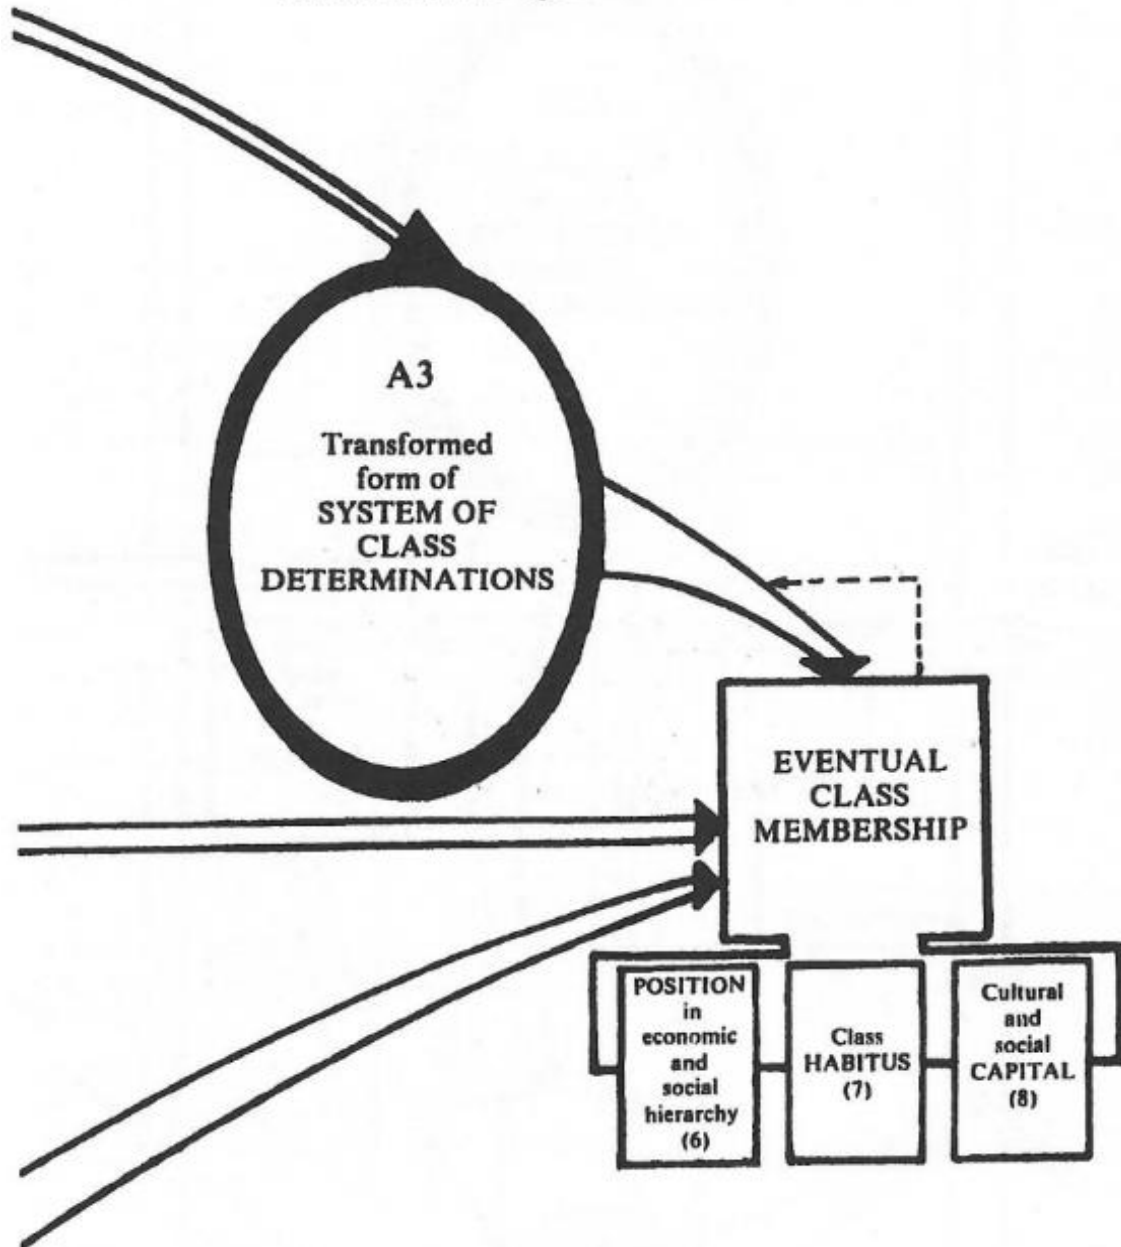 A3
Transformed
form of
SYSTEM OF
CLASS
DETERMINATIONS
EVENTUAL
CLASS
MEMBERSHIP
POSITION
in
economic
and
social
hierarchy
(6)
Class
HABITUS
(7)
Cultural
and
social
CAPITAL
(8)